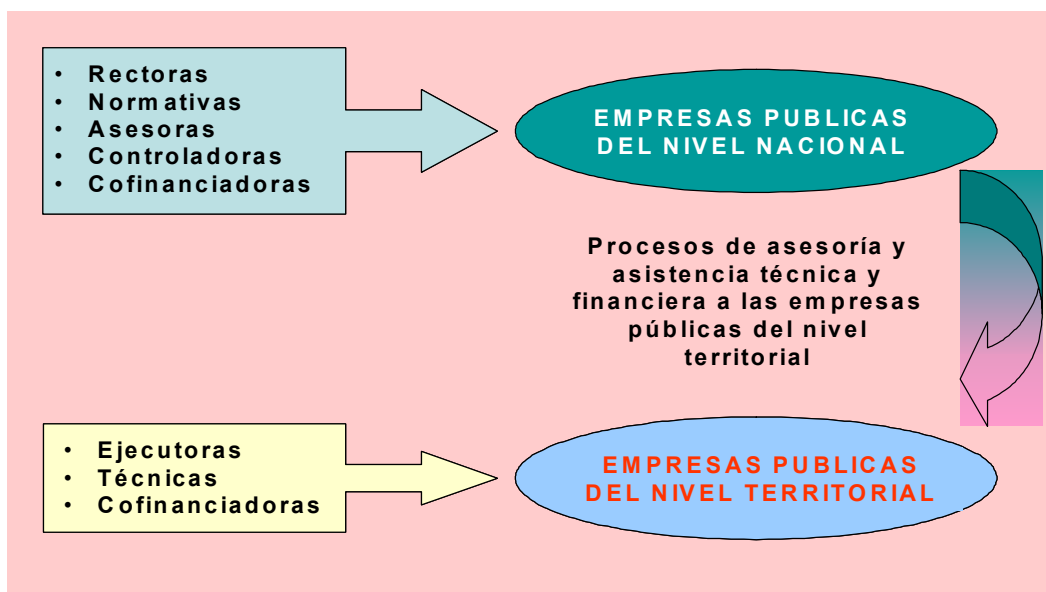 • Rectoras
• Normativas
• Asesoras
• Controladoras
• Cofinanciadoras
EMPRESAS PUBLICAS
DEL NIVEL NACIONAL
Procesos de asesoría y
asistencia técnica y
financiera a las empresas
públicas del nivel
territorial
• Ejecutoras
• Técnicas
• Cofinanciadoras
EMPRESAS PUBLICAS
DEL NIVEL TERRITORIAL